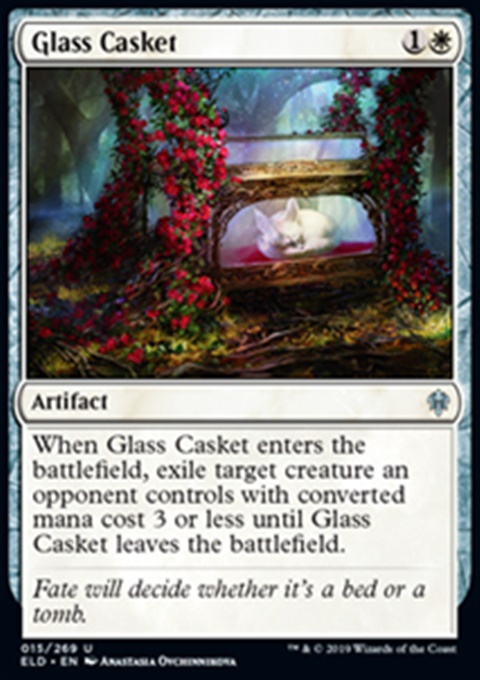 Glass Casket 1
Artifact
When Glass Casket enters the
battlefield, exile target creature an
opponent controls with converted
mana cost 3 or less until Glass
Casket leaves the battlefield.
Fate will decide whether it's a bed or a
tomb.
015/269 U ™ & © 2019 Wizards of the Coast
ELD • EN Anastasia Ovchinnikova